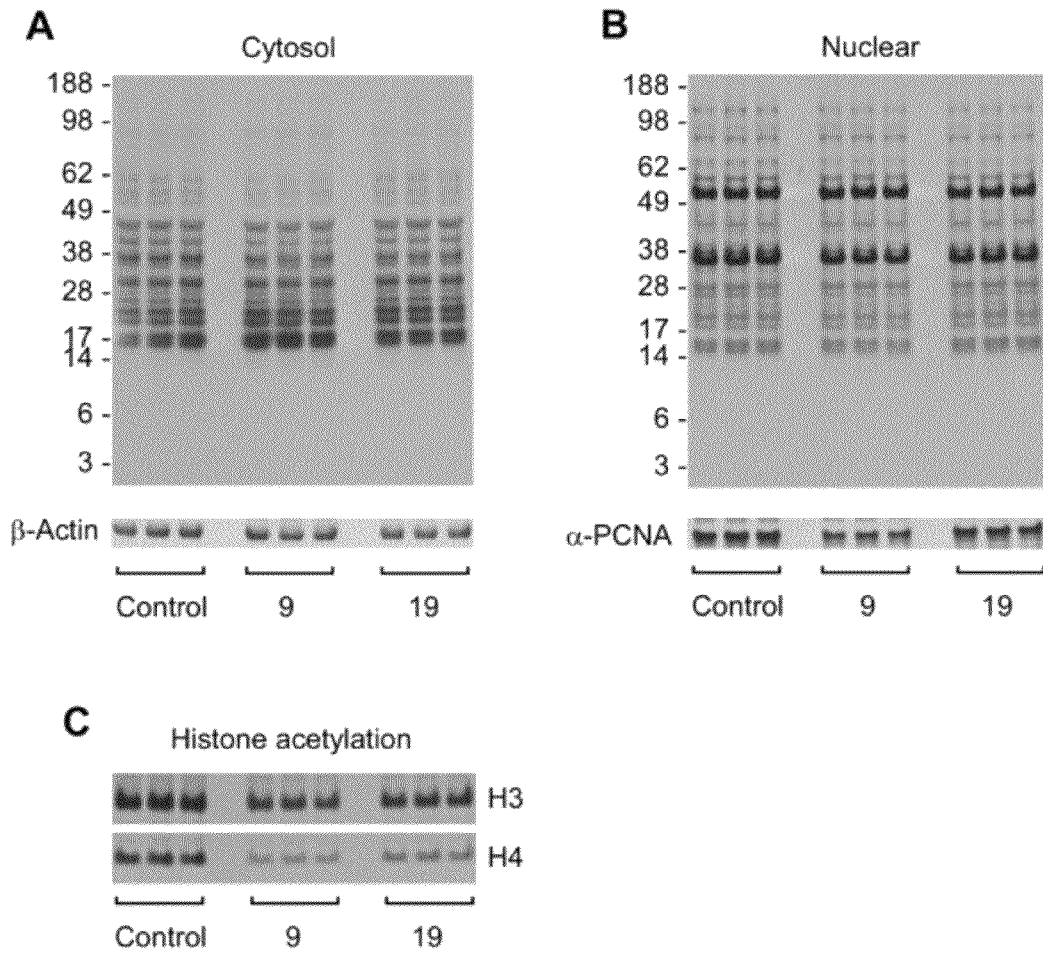 A
Cytosol
188 -
98 -
62 -
49 -
38 -
28 -
17 -
14 -
6 -
3 -
β-Actin
Control 9 19
B
Nuclear
188 -
98 -
62 -
49 -
38 -
28 -
17 -
14 -
6 -
3 -
α-PCNA
Control 9 19
C
Histone acetylation
H3
H4
Control 9 19